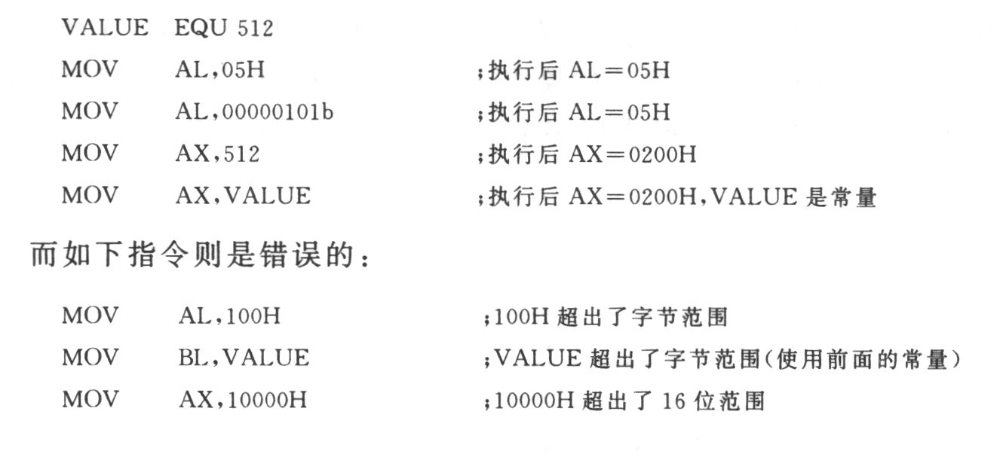 VALUE EQU 512
MOV AL,05H ;执行后 AL=05H
MOV AL,00000101b ;执行后 AL=05H
MOV AX,512 ;执行后 AX=0200H
MOV AX,VALUE ;执行后 AX=0200H,VALUE 是常量
而如下指令则是错误的:
MOV AL,100H ;100H 超出了字节范围
MOV BL,VALUE ;VALUE 超出了字节范围(使用前面的常量)
MOV AX,10000H ;10000H 超出了 16 位范围